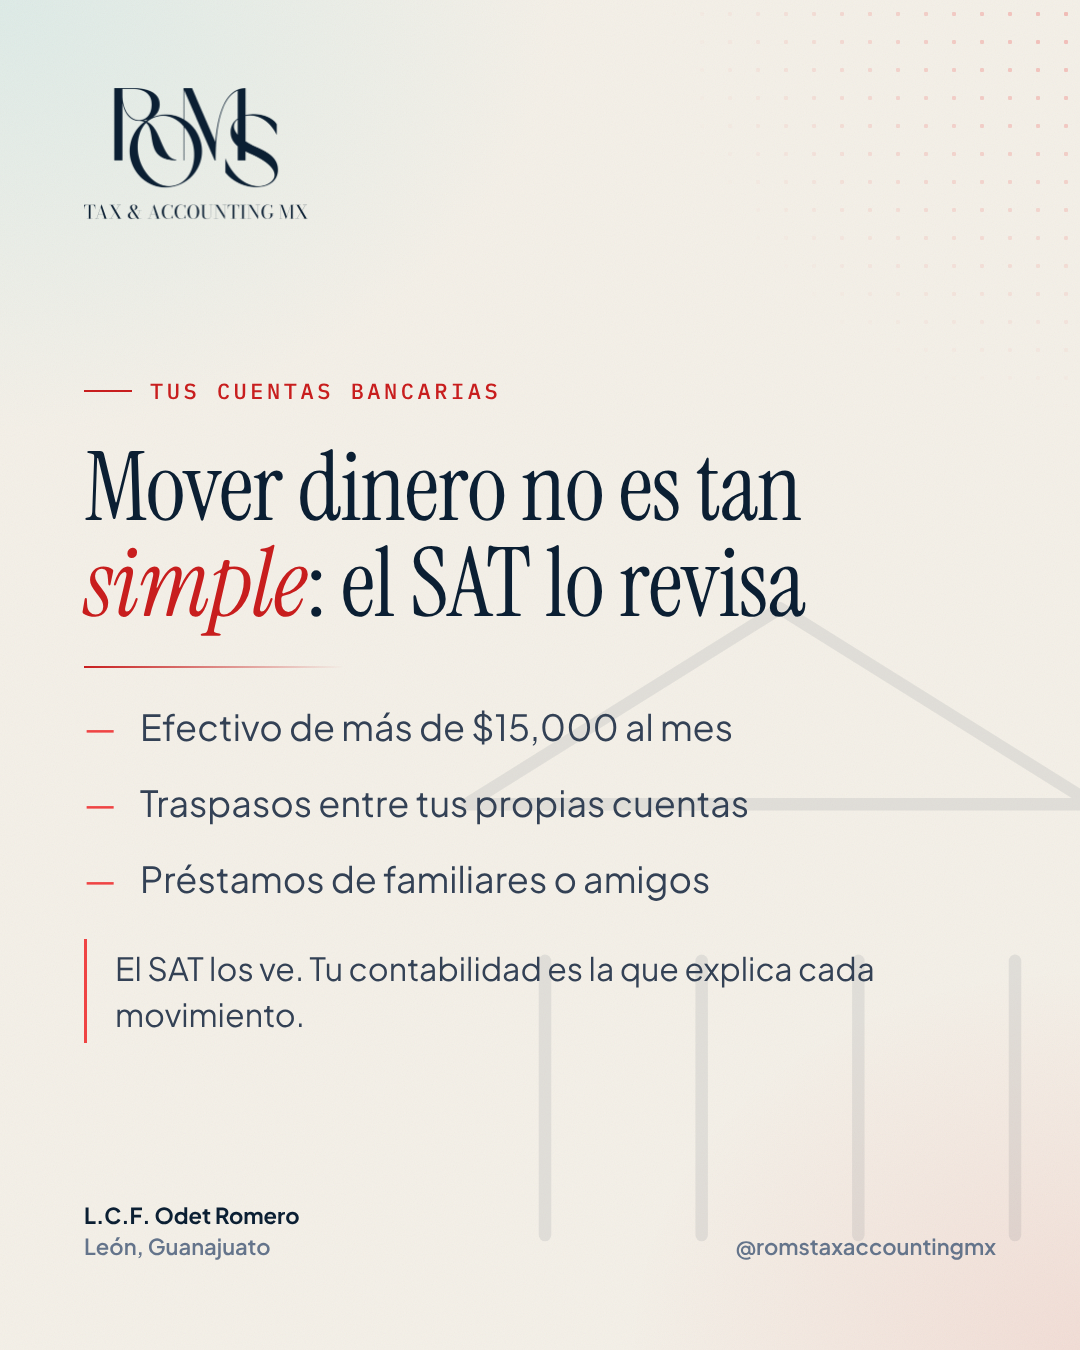 ROMS
TAX & ACCOUNTING MX
TUS CUENTAS BANCARIAS
Mover dinero no es tan
simple: el SAT lo revisa
— Efectivo de más de $15,000 al mes
— Traspasos entre tus propias cuentas
— Préstamos de familiares o amigos
El SAT los ve. Tu contabilidad es la que explica cada
movimiento.
L.C.F. Odet Romero
León, Guanajuato
@romstaxaccountingmx